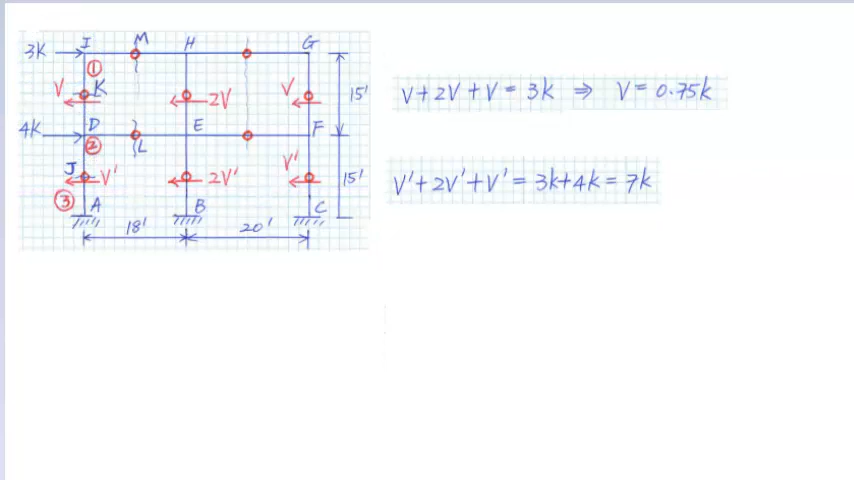 I M H G
3K
① 
V K 2V V 15'
4K D E F
② L
J V' 2V' V' 15'
③ A B C
18' 20'
V+2V+V = 3k ⇒ V = 0.75k
V'+2V'+V' = 3k+4k = 7k